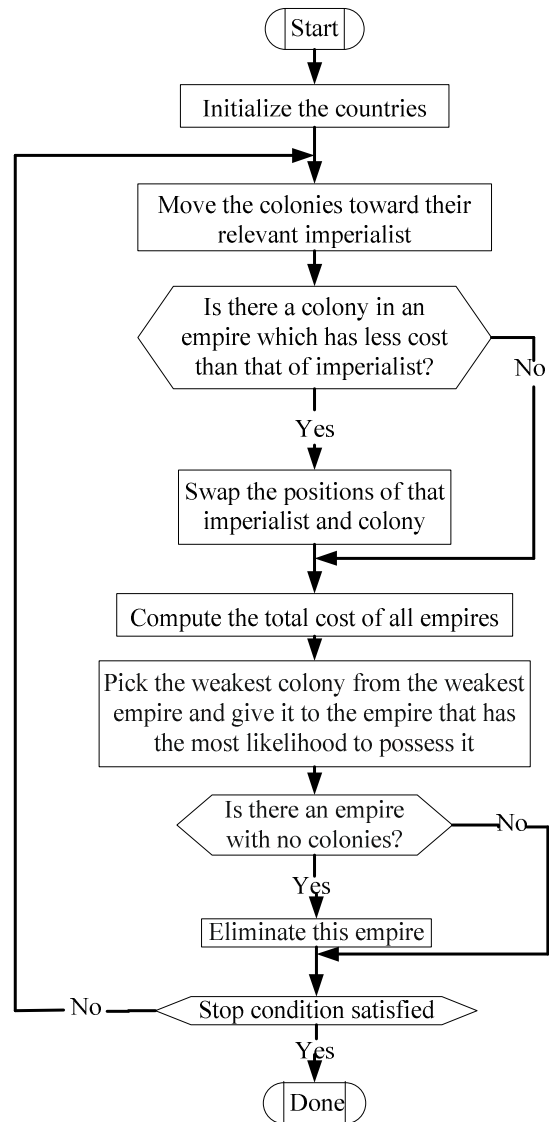 Start
Initialize the countries
Move the colonies toward their
relevant imperialist
Is there a colony in an
empire which has less cost
than that of imperialist?
No
Yes
Swap the positions of that
imperialist and colony
Compute the total cost of all empires
Pick the weakest colony from the weakest
empire and give it to the empire that has
the most likelihood to possess it
Is there an empire
with no colonies?
No
Yes
Eliminate this empire
Stop condition satisfied
No
Yes
Done